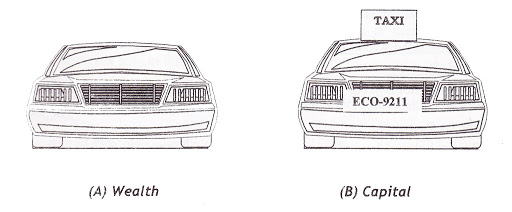 TAXI
ECO-9211
(A) Wealth
(B) Capital